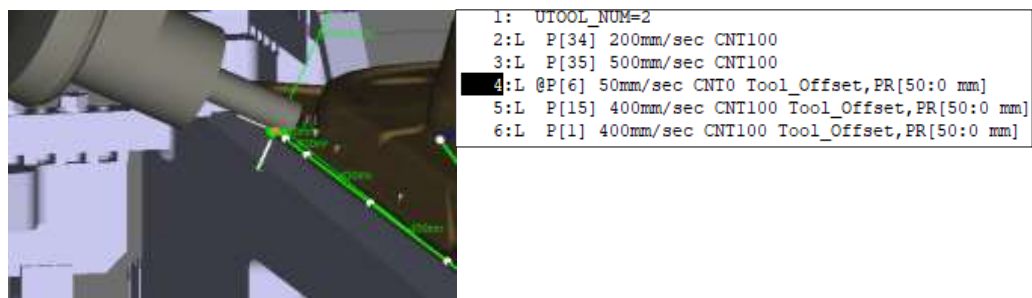 1: UTOOL_NUM=2
2:L P[34] 200mm/sec CNT100
3:L P[35] 500mm/sec CNT100
4:L @P[6] 50mm/sec CNT0 Tool_Offset,PR[50:0 mm]
5:L P[15] 400mm/sec CNT100 Tool_Offset,PR[50:0 mm]
6:L P[1] 400mm/sec CNT100 Tool_Offset,PR[50:0 mm]